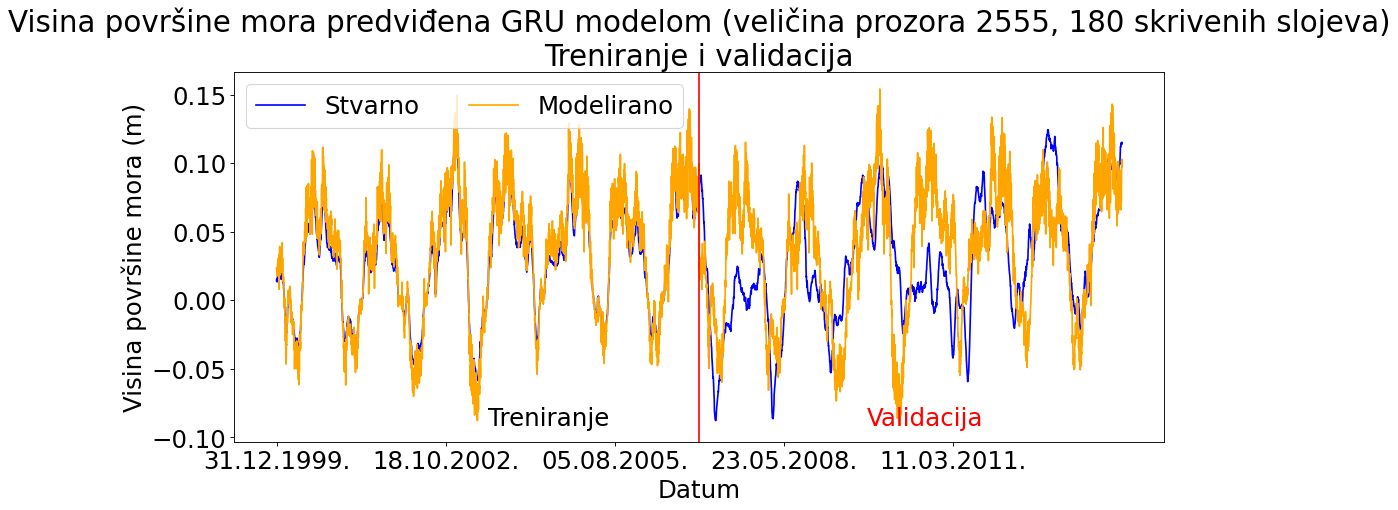 Visina površine mora predviđena GRU modelom (veličina prozora 2555, 180 skrivenih slojeva)
Treniranje i validacija
Stvarno
Modelirano
Visina površine mora (m)
0.15
0.10
0.05
0.00
−0.05
−0.10
Treniranje
Validacija
31.12.1999.
18.10.2002.
05.08.2005.
23.05.2008.
11.03.2011.
Datum